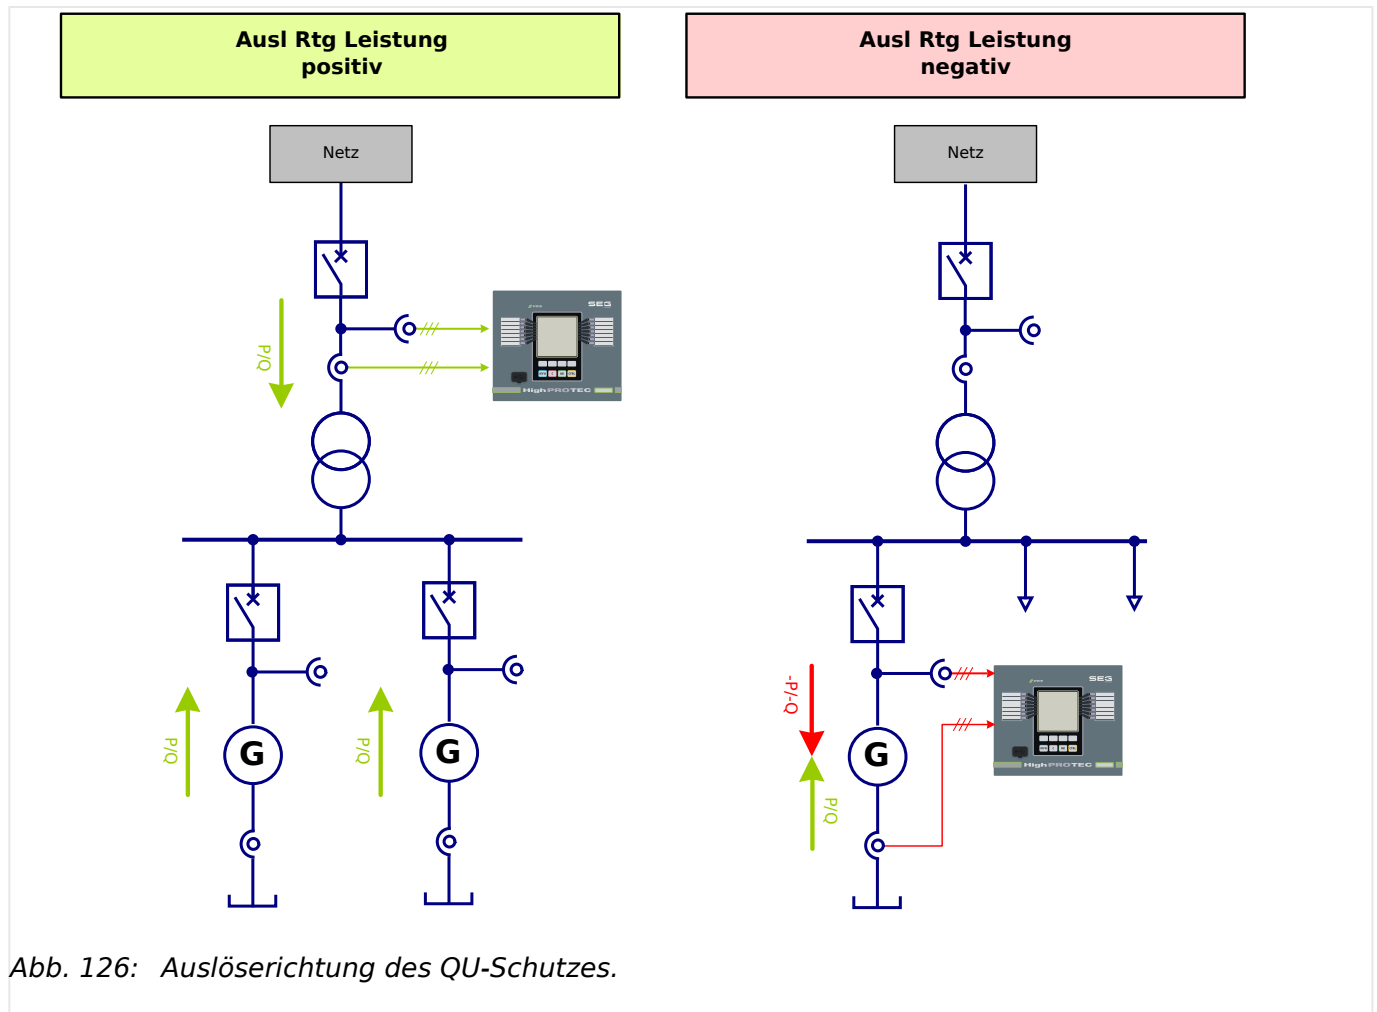 Ausl Rtg Leistung
positiv
Ausl Rtg Leistung
negativ
Netz
Netz
P/Q
SEG
HighPROTEC
P/Q
P/Q
G
G
-P/-Q
P/Q
G
SEG
HighPROTEC
Abb. 126: Auslöserichtung des QU-Schutzes.